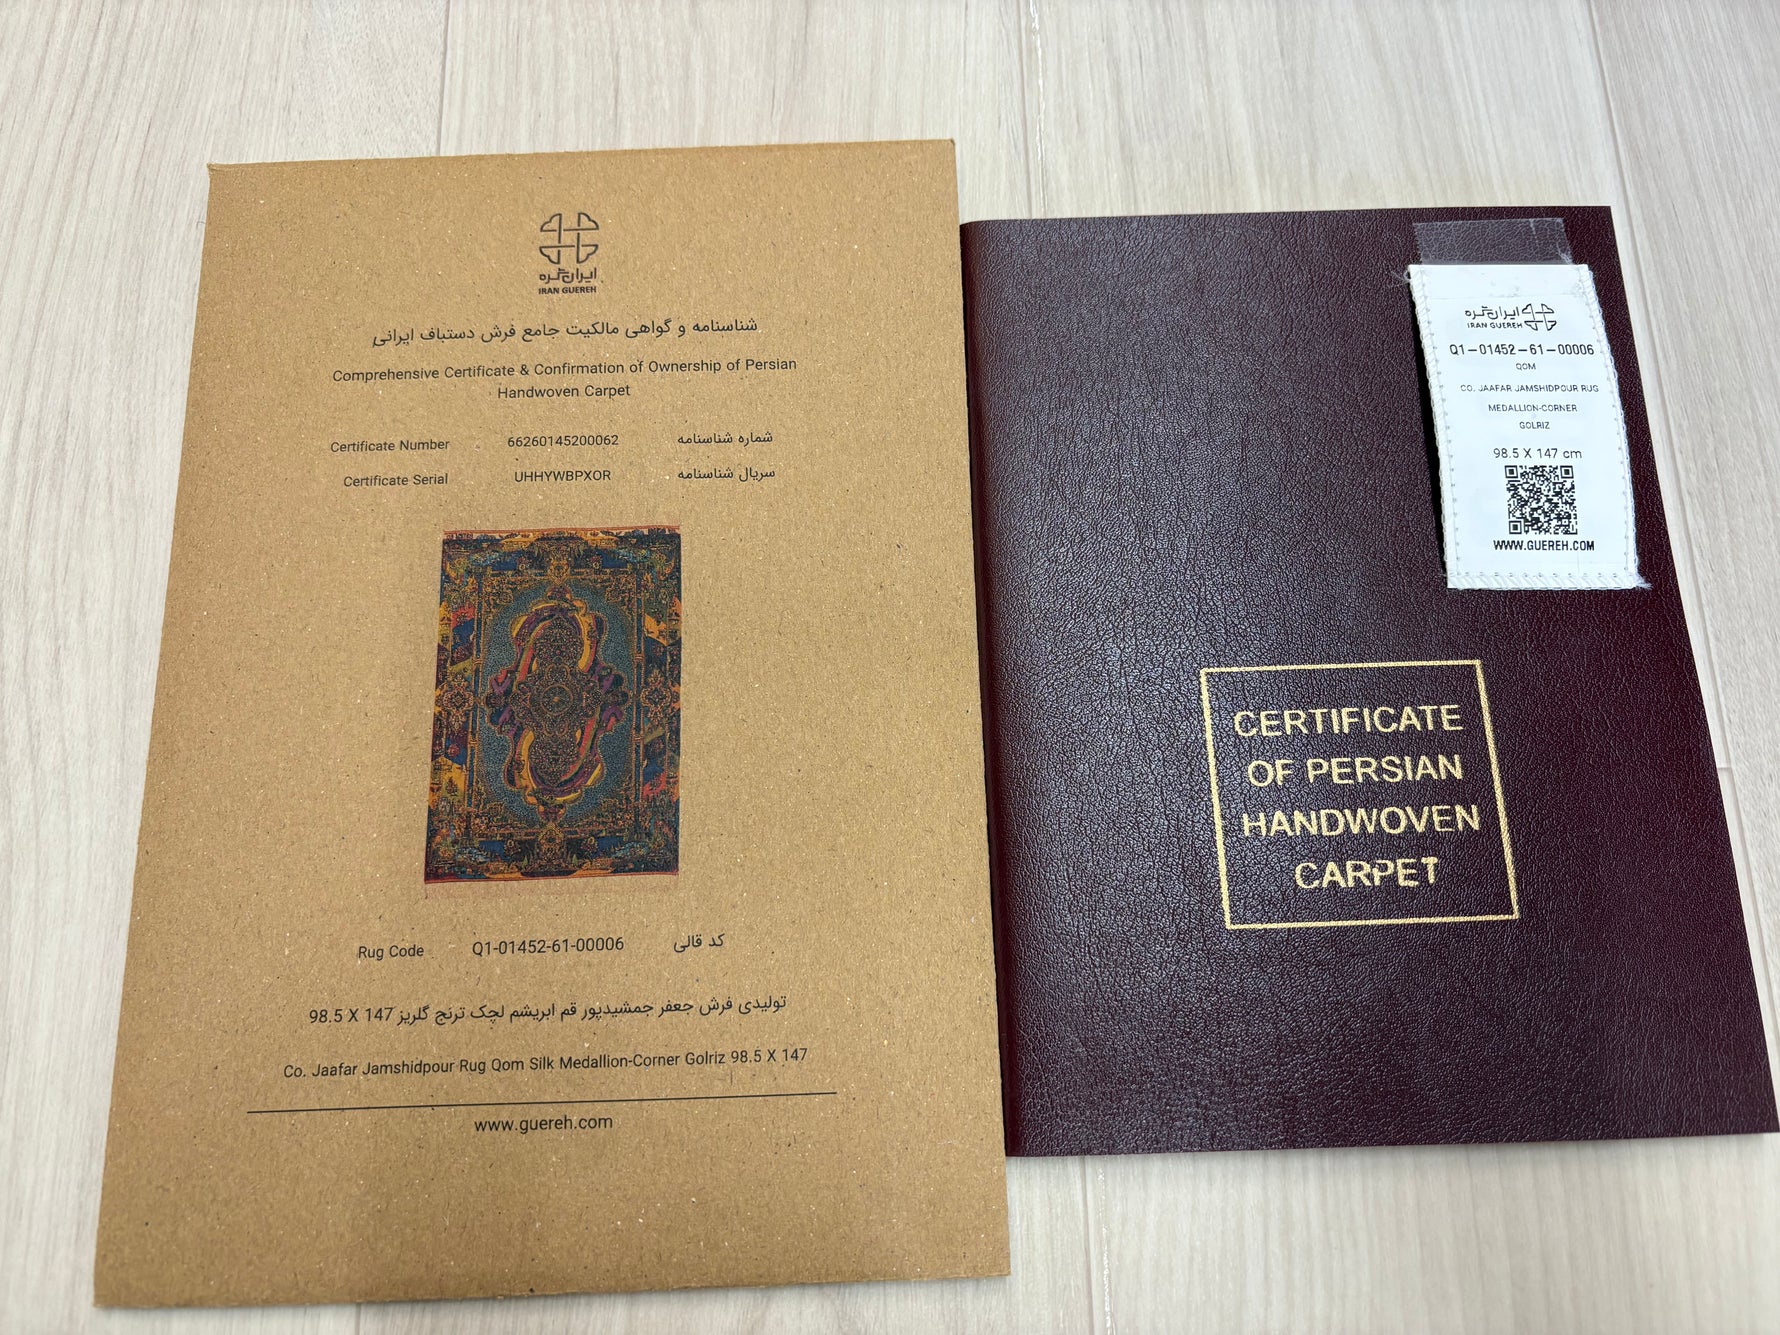 ایران گره
IRAN GUEREH
شناسنامه و گواهی مالکیت جامع فرش دستباف ایرانی
Comprehensive Certificate & Confirmation of Ownership of Persian
Handwoven Carpet
Certificate Number 66260145200062 شماره شناسنامه
Certificate Serial UHHYWBPXOR سریال شناسنامه
Rug Code Q1-01452-61-00006 کد قالی
تولیدی فرش جعفر جمشیدپور قم ابریشم لچک ترنج گلریز 147 X 98.5
Co. Jaafar Jamshidpour Rug Qom Silk Medallion-Corner Golriz 98.5 X 147
www.guereh.com
ایران گره
IRAN GUEREH
Q1-01452-61-00006
QOM
CO. JAAFAR JAMSHIDPOUR RUG
MEDALLION-CORNER
GOLRIZ
98.5 X 147 cm
WWW.GUEREH.COM
CERTIFICATE
OF PERSIAN
HANDWOVEN
CARPET